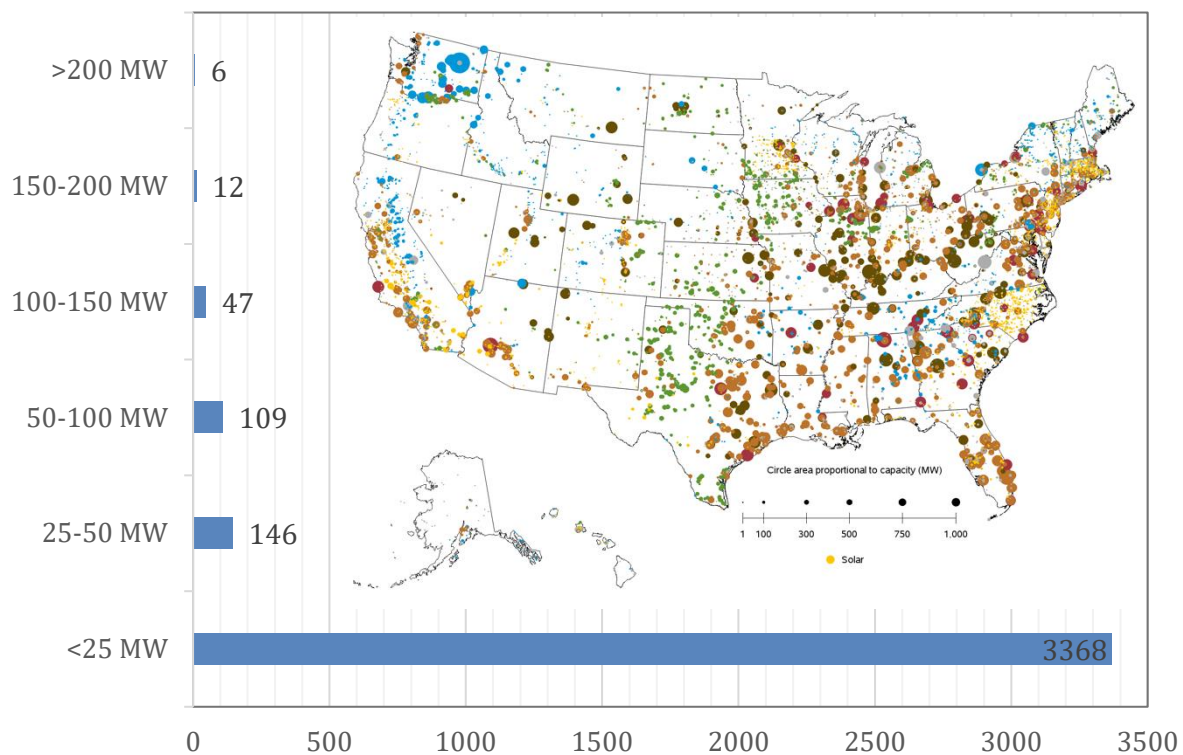 >200 MW
6
150-200 MW
12
100-150 MW
47
50-100 MW
109
25-50 MW
146
<25 MW
3368
Circle area proportional to capacity (MW)
1 100 300 500 750 1,000
Solar
0 500 1000 1500 2000 2500 3000 3500